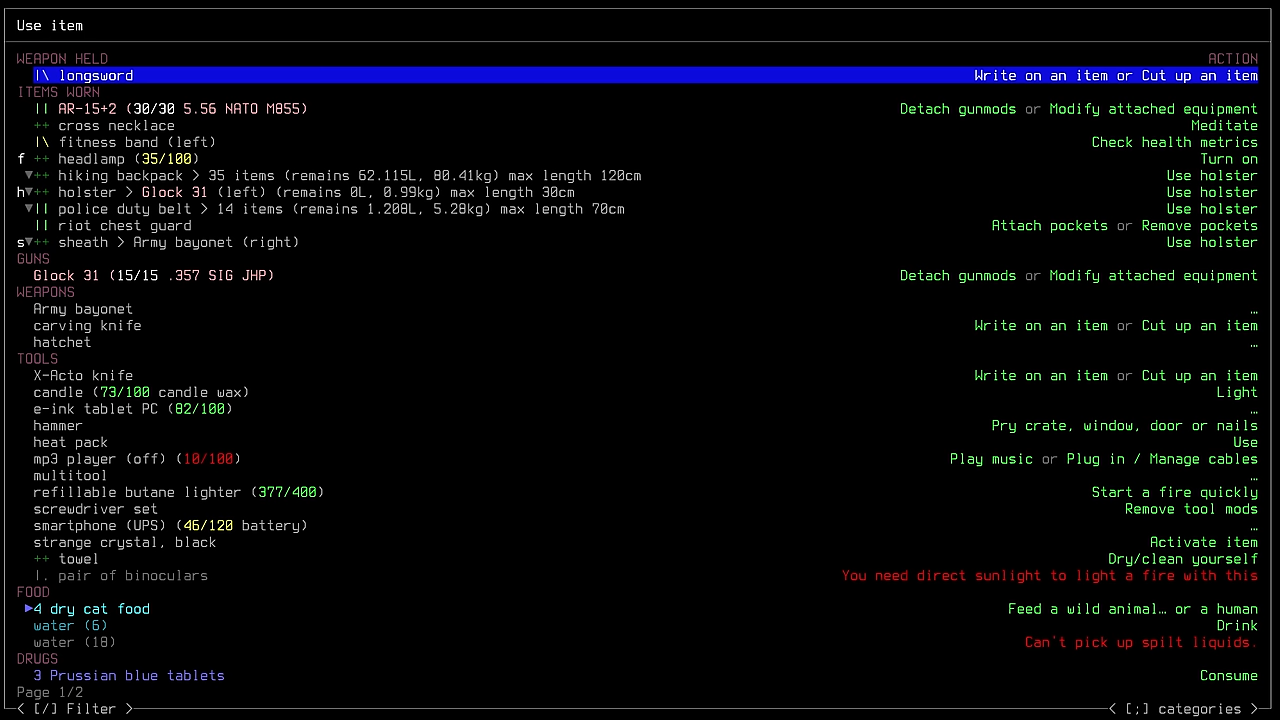 Use item
WEAPON HELD ACTION
|\ longsword Write on an item or Cut up an item
ITEMS WORN
|| AR-15+2 (30/30 5.56 NATO M855) Detach gunmods or Modify attached equipment
++ cross necklace Meditate
|\ fitness band (left) Check health metrics
f ++ headlamp (35/100) Turn on
▼++ hiking backpack > 35 items (remains 62.115L, 80.41kg) max length 120cm Use holster
h▼++ holster > Glock 31 (left) (remains 0L, 0.99kg) max length 30cm Use holster
▼|| police duty belt > 14 items (remains 1.208L, 5.28kg) max length 70cm Use holster
|| riot chest guard Attach pockets or Remove pockets
s▼++ sheath > Army bayonet (right) Use holster
GUNS
Glock 31 (15/15 .357 SIG JHP) Detach gunmods or Modify attached equipment
WEAPONS
Army bayonet …
carving knife Write on an item or Cut up an item
hatchet …
TOOLS
X-Acto knife Write on an item or Cut up an item
candle (73/100 candle wax) Light
e-ink tablet PC (82/100) …
hammer Pry crate, window, door or nails
heat pack Use
mp3 player (off) (10/100) Play music or Plug in / Manage cables
multitool …
refillable butane lighter (377/400) Start a fire quickly
screwdriver set Remove tool mods
smartphone (UPS) (46/120 battery) …
strange crystal, black Activate item
++ towel Dry/clean yourself
|. pair of binoculars You need direct sunlight to light a fire with this
FOOD
▶4 dry cat food Feed a wild animal… or a human
water (6) Drink
water (18) Can't pick up spilt liquids.
DRUGS
3 Prussian blue tablets Consume
Page 1/2
< [/] Filter > < [;] categories >